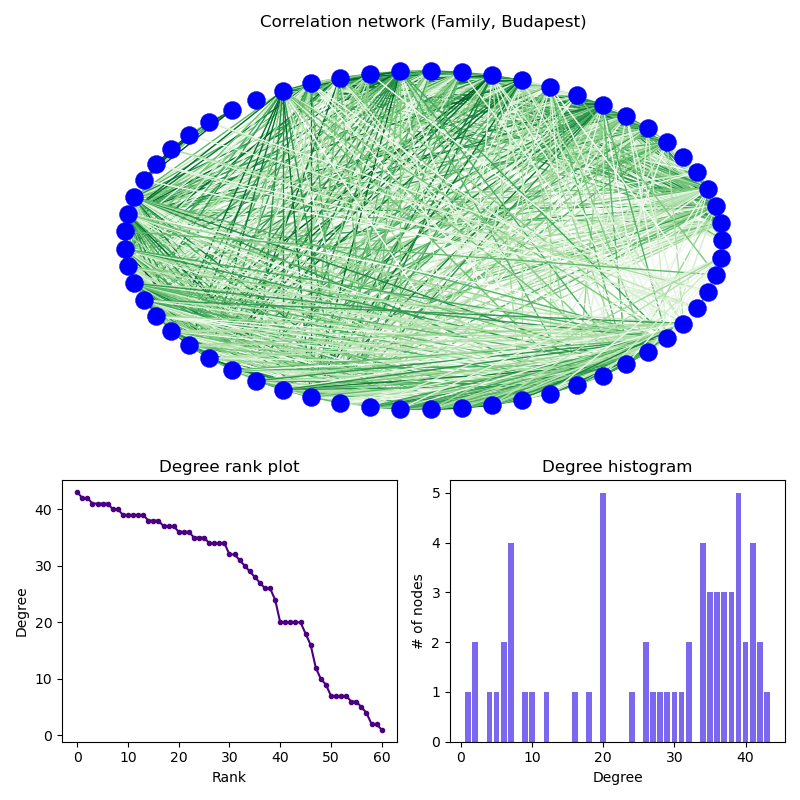 Correlation network (Family, Budapest)
Degree rank plot
Degree histogram
40
30
20
10
0
Degree
0 10 20 30 40 50 60
Rank
5
4
3
2
1
0
# of nodes
0 10 20 30 40
Degree